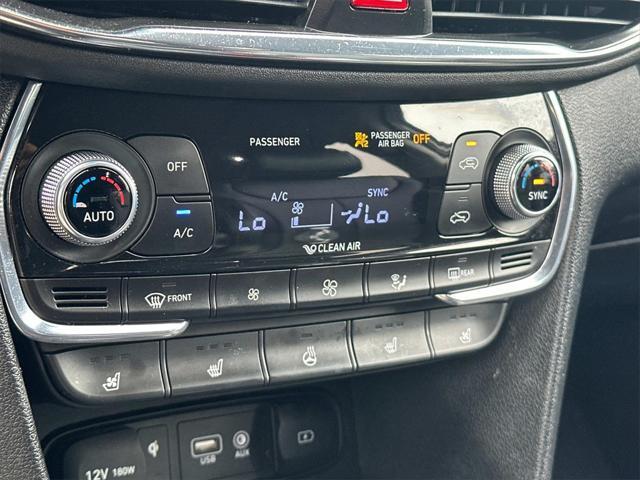 PASSENGER
PASSENGER
AIR BAG OFF
OFF
A/C
SYNC
AUTO
A/C
Lo
Lo
SYNC
CLEAN AIR
FRONT
REAR
12V 180W
USB
AUX